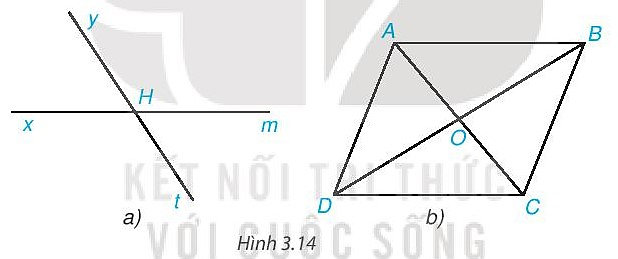 y
H
x
m
t
a)
A
B
O
D
C
b)
Hình 3.14
KẾT NỐI TRI THỨC
VỚI CUỘC SỐNG